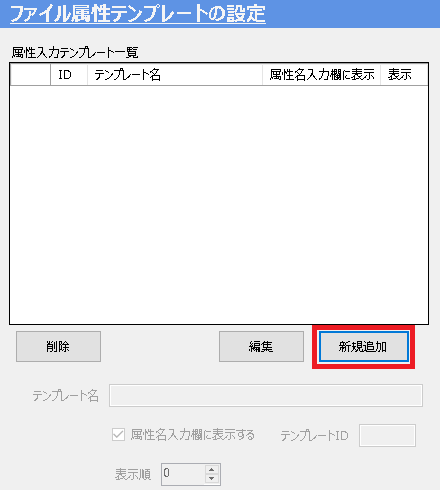 ファイル属性テンプレートの設定
属性入力テンプレート一覧
ID テンプレート名 属性名入力欄に表示 表示
削除 編集 新規追加
テンプレート名
属性名入力欄に表示する テンプレートID
表示順 0